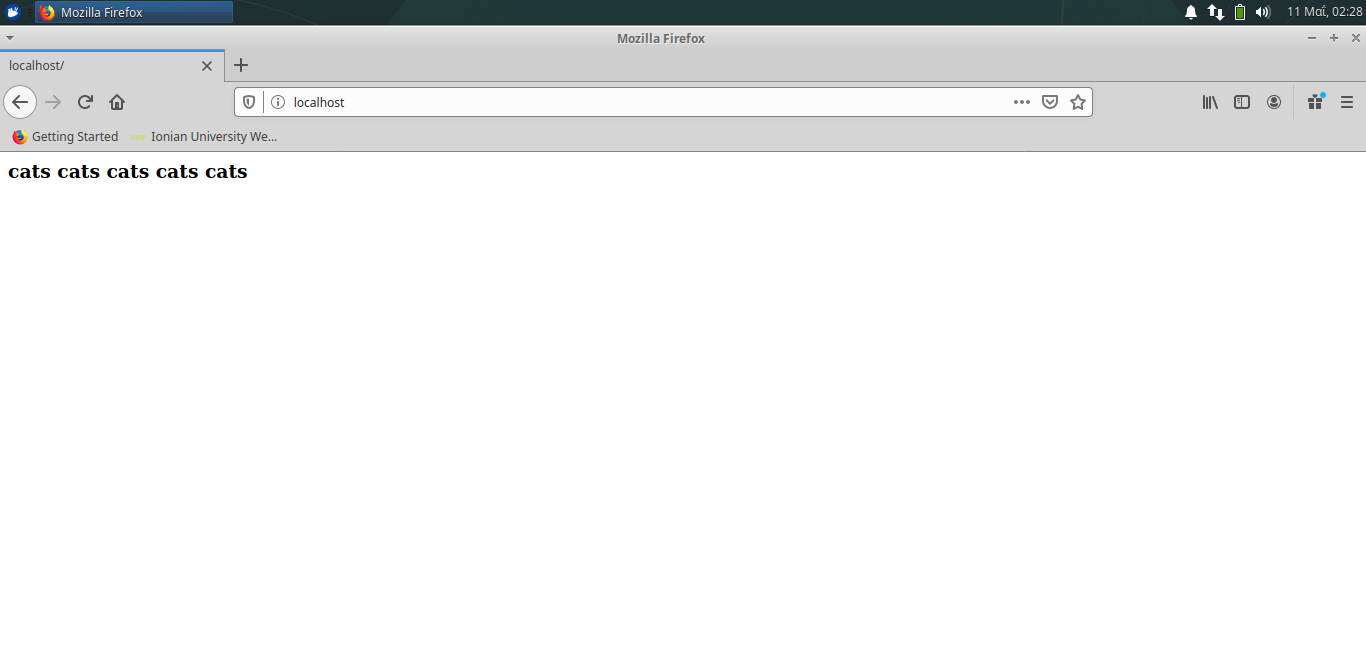 Mozilla Firefox
11 Μαΐ, 02:28
Mozilla Firefox
localhost/
localhost
Getting Started
Ionian University We...
cats cats cats cats cats